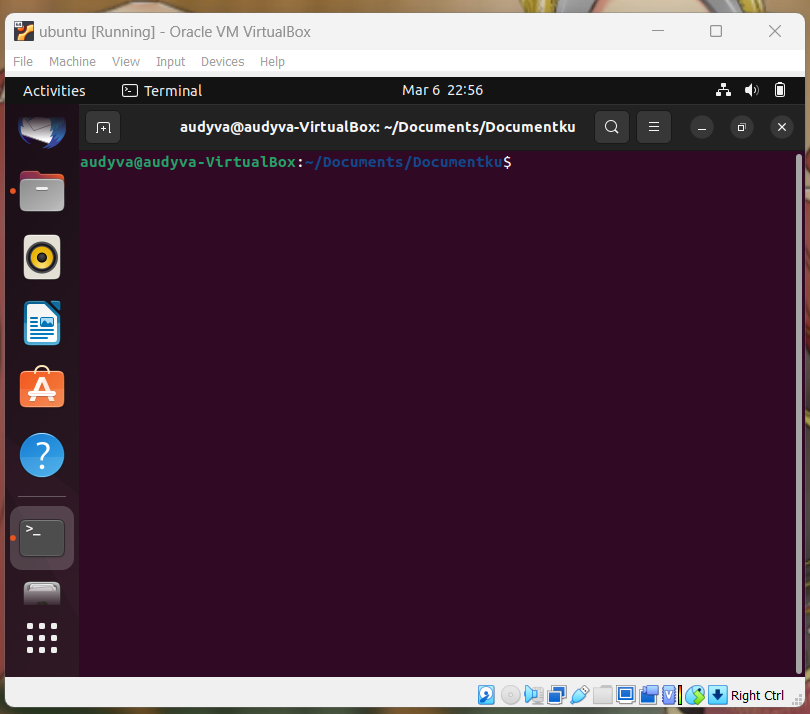 ubuntu [Running] - Oracle VM VirtualBox
File Machine View Input Devices Help
Activities Terminal Mar 6 22:56
audyva@audyva-VirtualBox: ~/Documents/Documentku
audyva@audyva-VirtualBox:~/Documents/Documentku$
>_
?
Right Ctrl